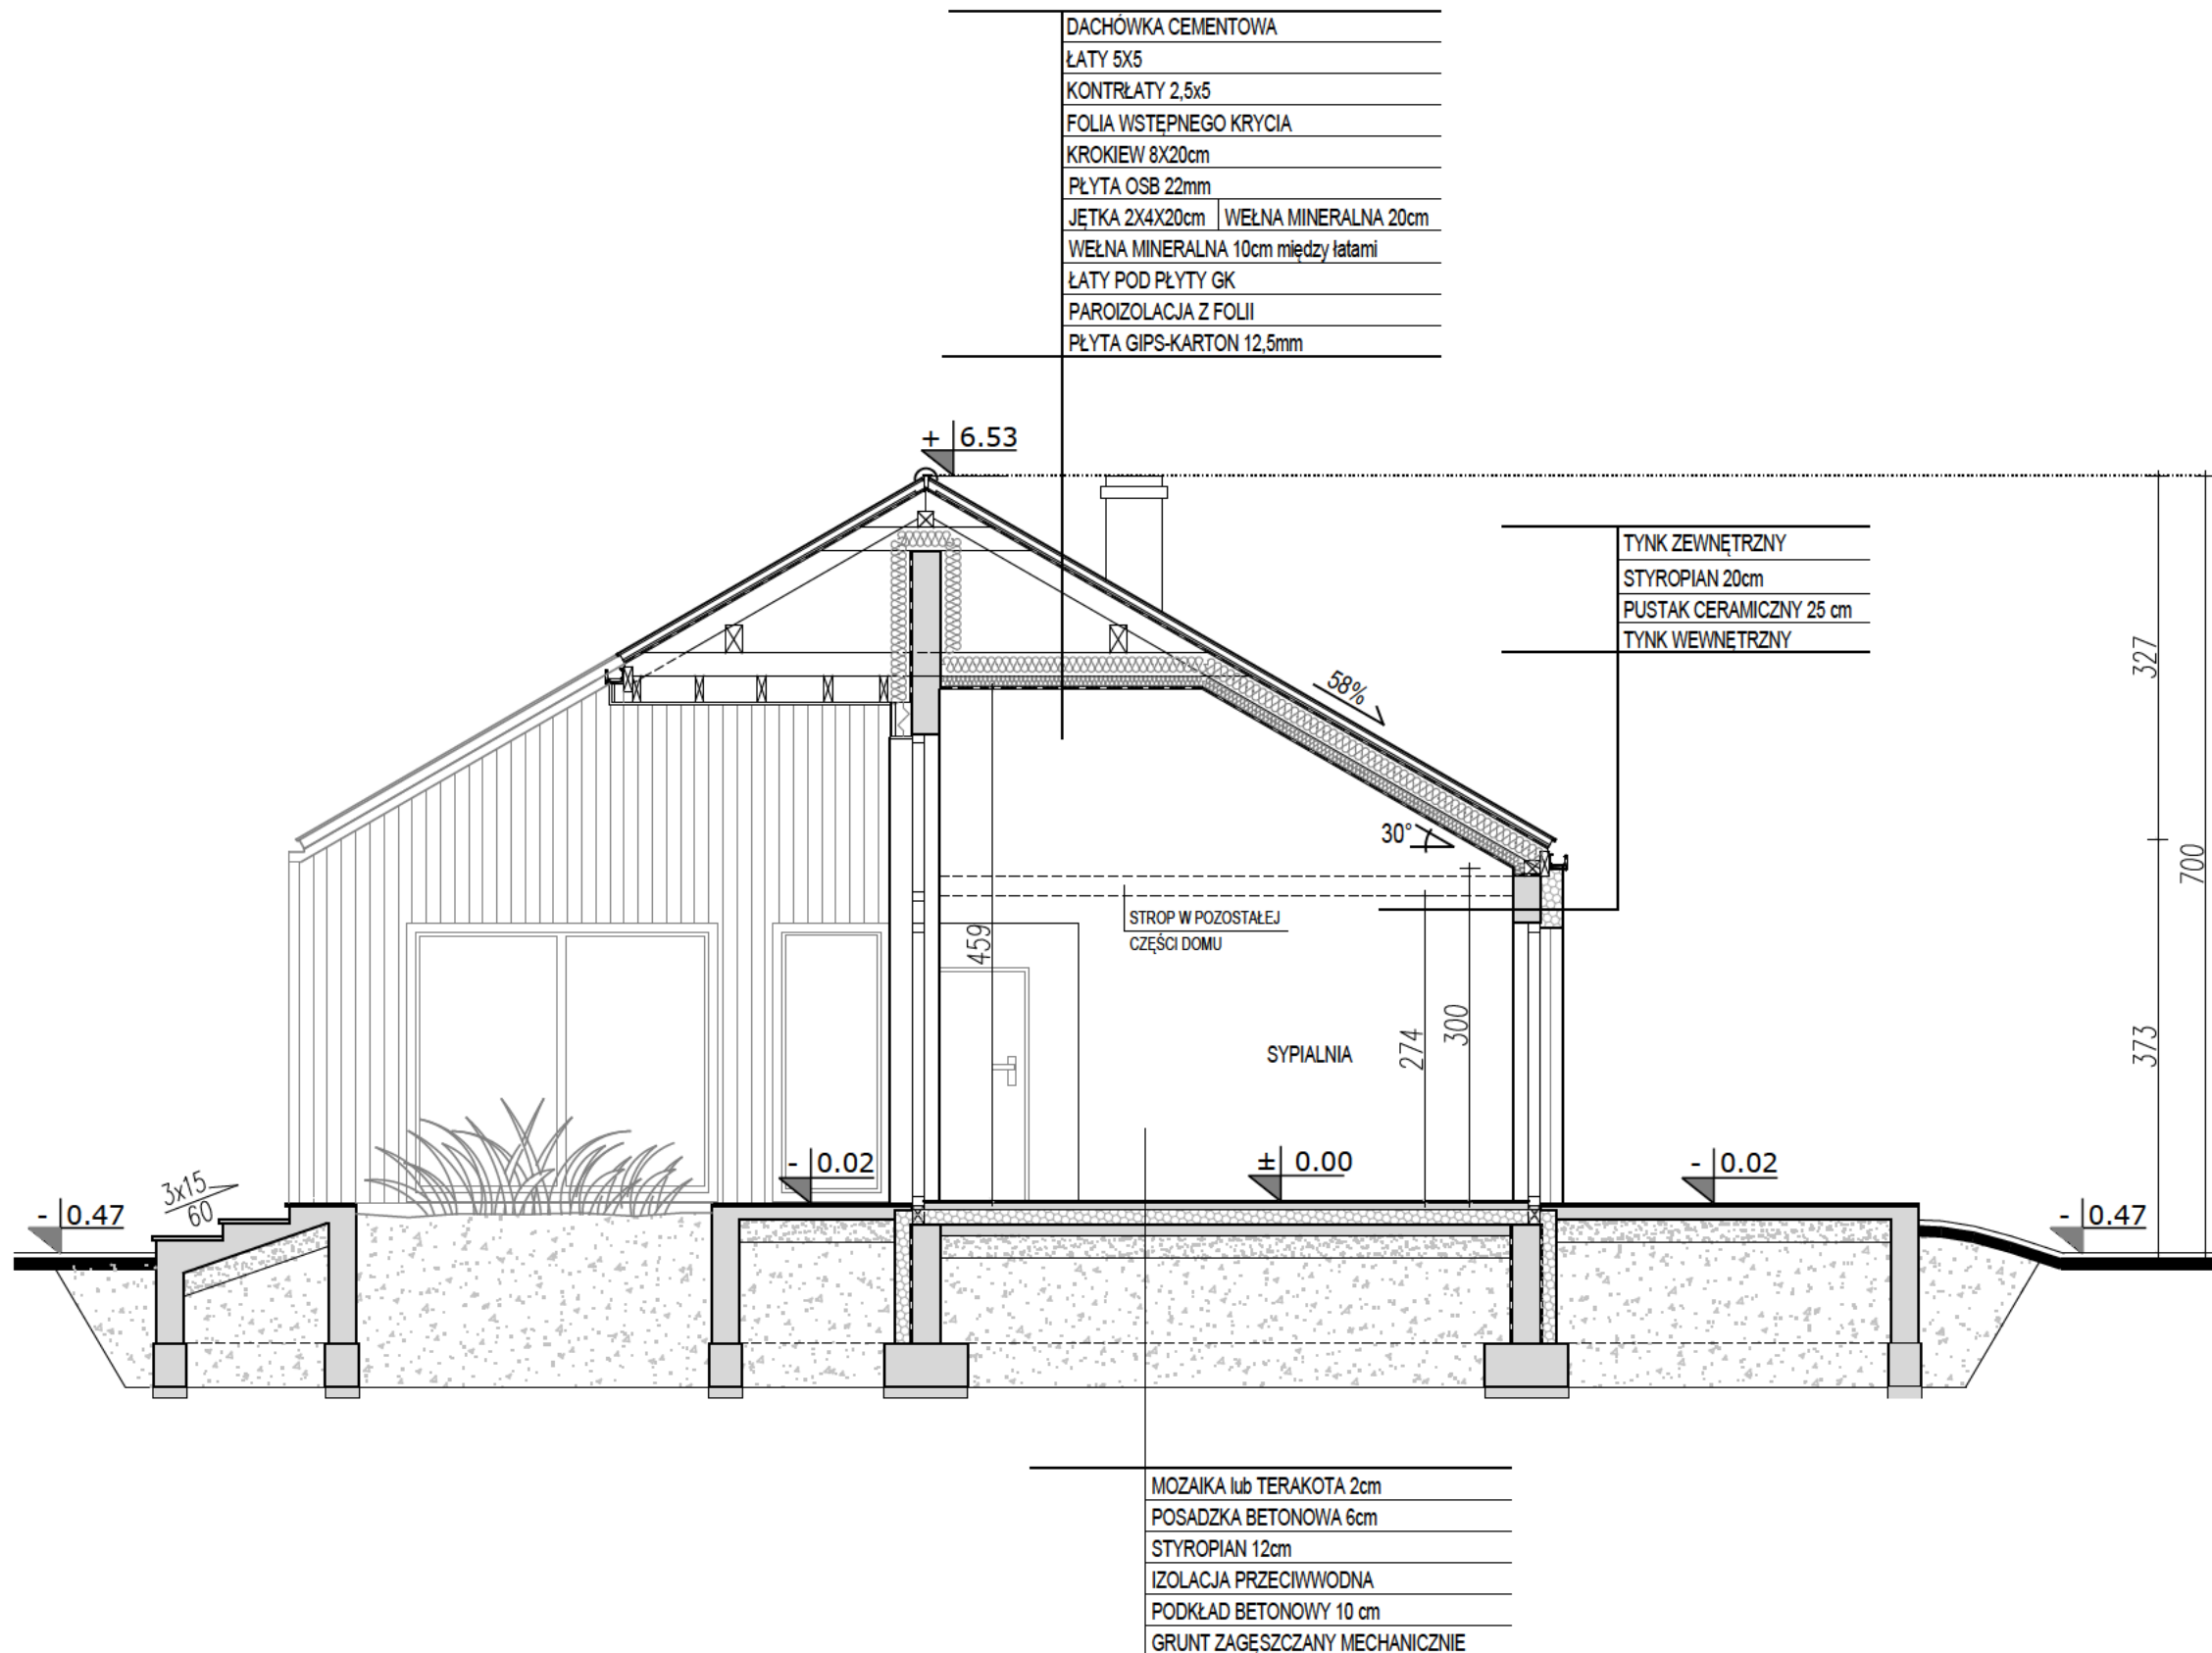 DACHÓWKA CEMENTOWA
ŁATY 5X5
KONTRŁATY 2,5x5
FOLIA WSTĘPNEGO KRYCIA
KROKIEW 8X20cm
PŁYTA OSB 22mm
JĘTKA 2X4X20cm WEŁNA MINERALNA 20cm
WEŁNA MINERALNA 10cm między łatami
ŁATY POD PŁYTY GK
PAROIZOLACJA Z FOLII
PŁYTA GIPS-KARTON 12,5mm
+ 6.53
TYNK ZEWNĘTRZNY
STYROPIAN 20cm
PUSTAK CERAMICZNY 25 cm
TYNK WEWNĘTRZNY
327
58%
30°
700
STROP W POZOSTAŁEJ
CZĘŚCI DOMU
459
274
300
373
SYPIALNIA
- 0.02
± 0.00
- 0.02
3x15
60
- 0.47
- 0.47
MOZAIKA lub TERAKOTA 2cm
POSADZKA BETONOWA 6cm
STYROPIAN 12cm
IZOLACJA PRZECIWWODNA
PODKŁAD BETONOWY 10 cm
GRUNT ZAGĘSZCZANY MECHANICZNIE